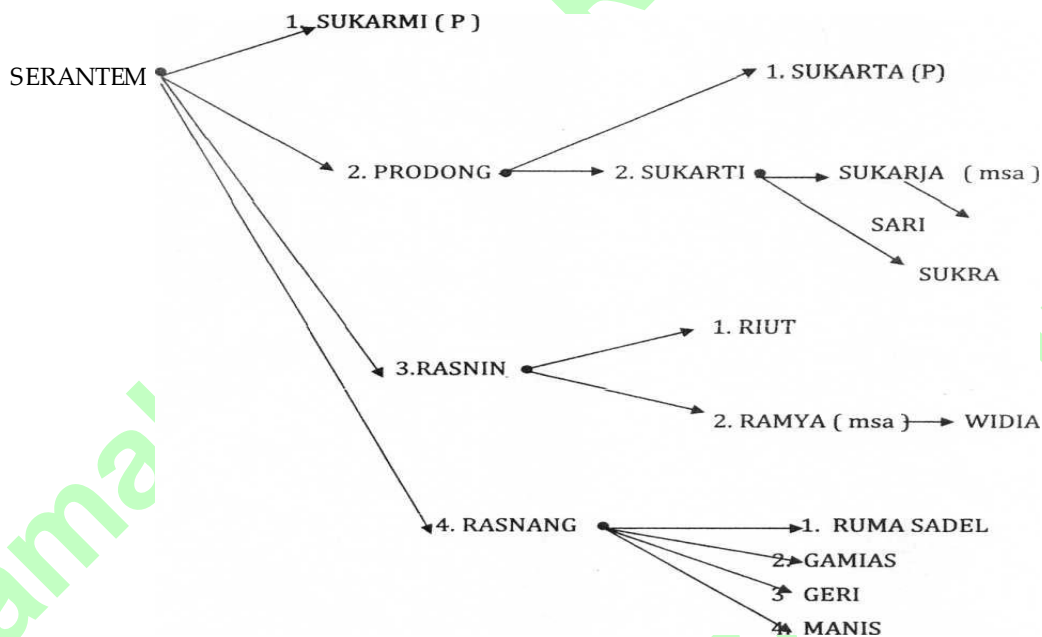 1. SUKARMI ( P )
SERANTEM
1. SUKARTA (P)
2. PRODONG
2. SUKARTI
SUKARJA ( msa )
SARI
SUKRA
1. RIUT
3.RASNIN
2. RAMYA ( msa )
WIDIA
4. RASNANG
1. RUMA SADEL
2. GAMIAS
3 GERI
4. MANIS